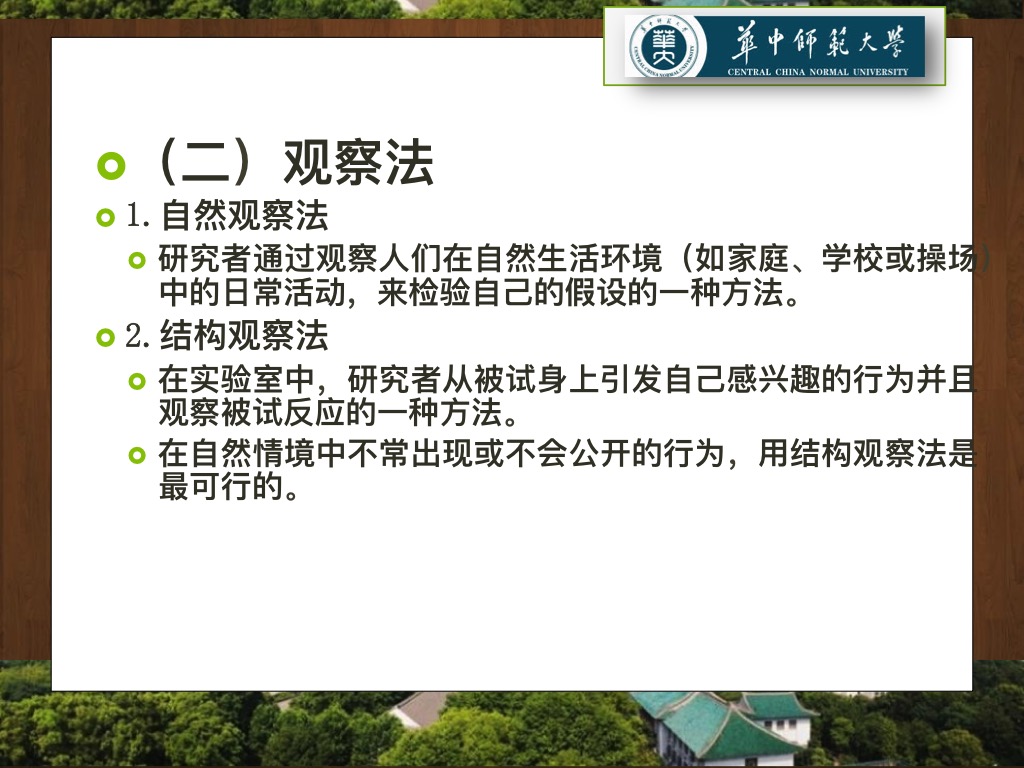 華中師範大學
CENTRAL CHINA NORMAL UNIVERSITY
（二）观察法
1. 自然观察法
研究者通过观察人们在自然生活环境（如家庭、学校或操场）
中的日常活动，来检验自己的假设的一种方法。
2. 结构观察法
在实验室中，研究者从被试身上引发自己感兴趣的行为并且
观察被试反应的一种方法。
在自然情境中不常出现或不会公开的行为，用结构观察法是
最可行的。